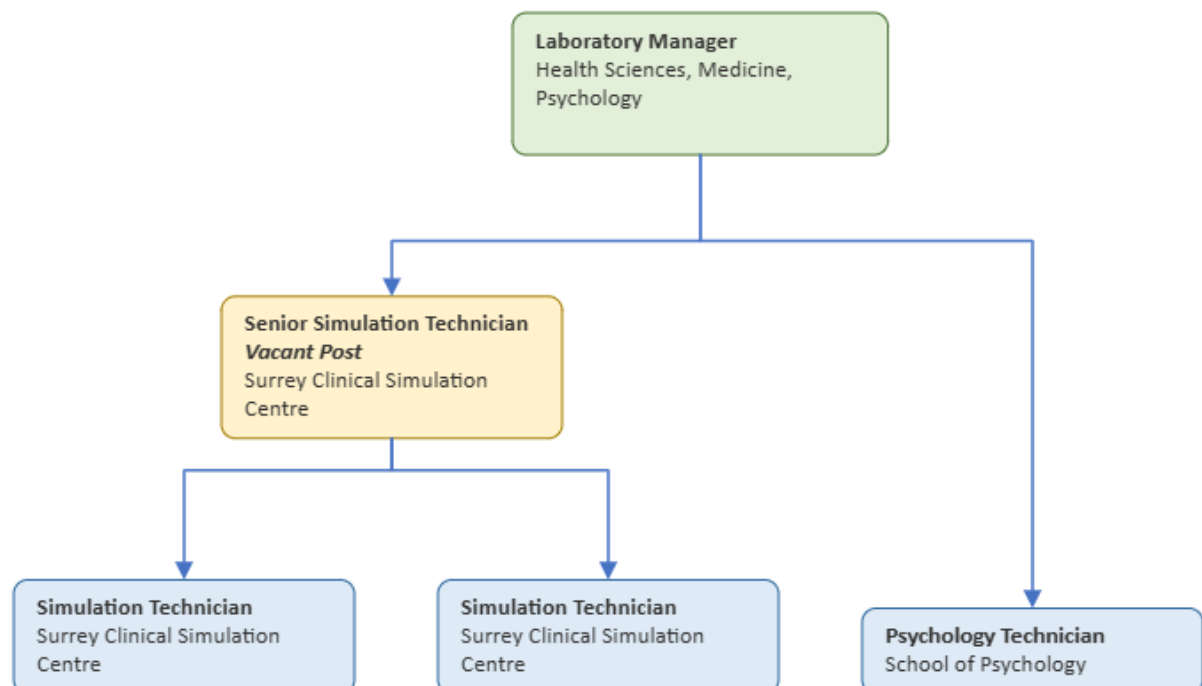 Laboratory Manager
Health Sciences, Medicine,
Psychology
Senior Simulation Technician
Vacant Post
Surrey Clinical Simulation
Centre
Simulation Technician
Surrey Clinical Simulation
Centre
Simulation Technician
Surrey Clinical Simulation
Centre
Psychology Technician
School of Psychology